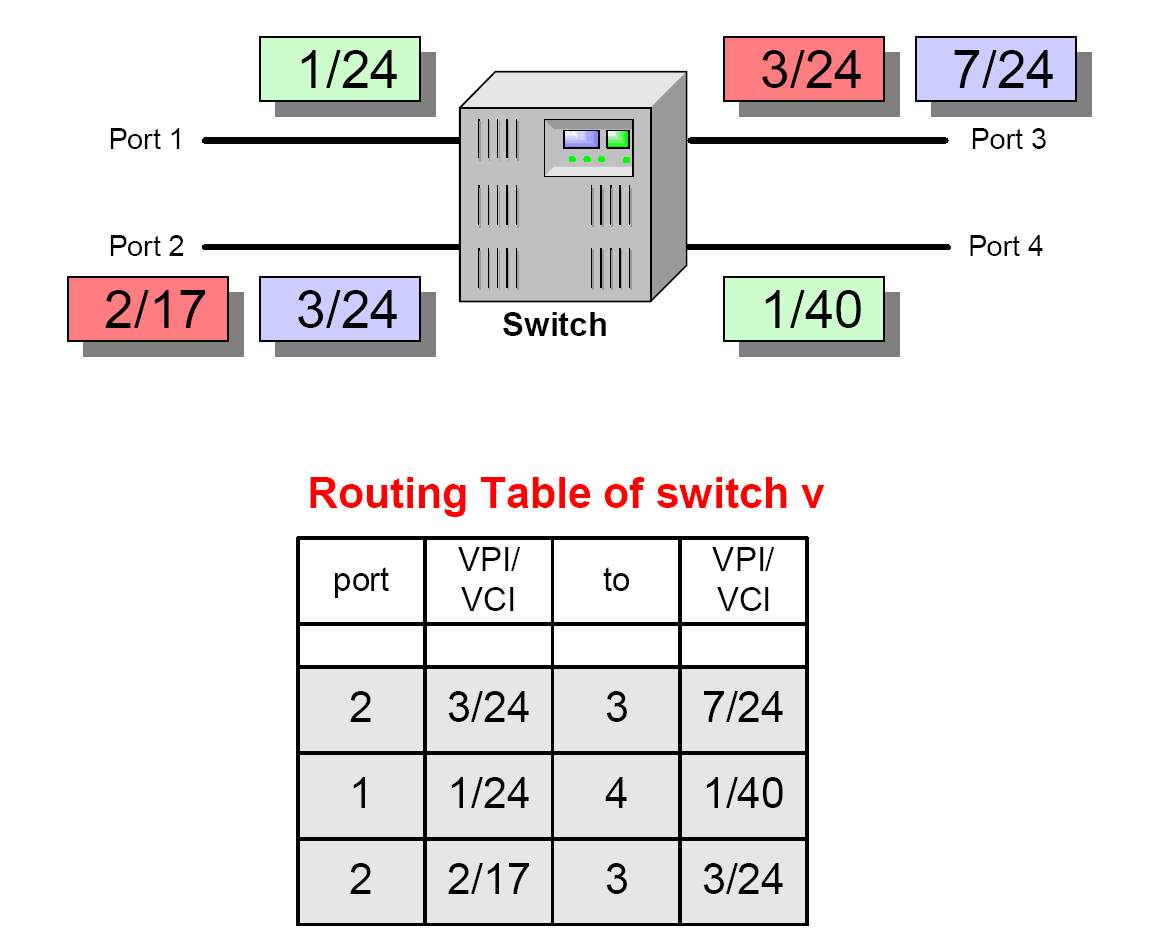 1/24
3/24 7/24
Port 1
Port 3
Port 2
Port 4
2/17 3/24
1/40
Switch
Routing Table of switch v
port VPI/ VCI to VPI/ VCI
2 3/24 3 7/24
1 1/24 4 1/40
2 2/17 3 3/24